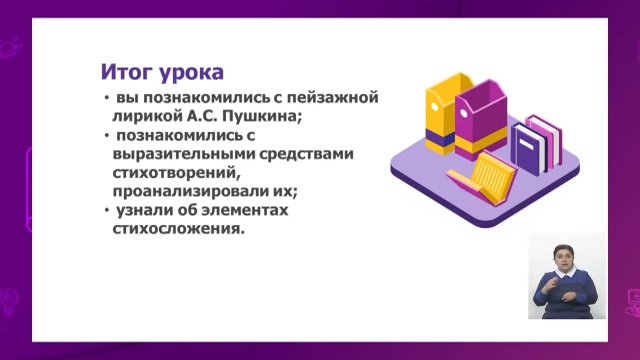 Итог урока
• вы познакомились с пейзажной
лирикой А.С. Пушкина;
• познакомились с
выразительными средствами
стихотворений,
проанализировали их;
• узнали об элементах
стихосложения.